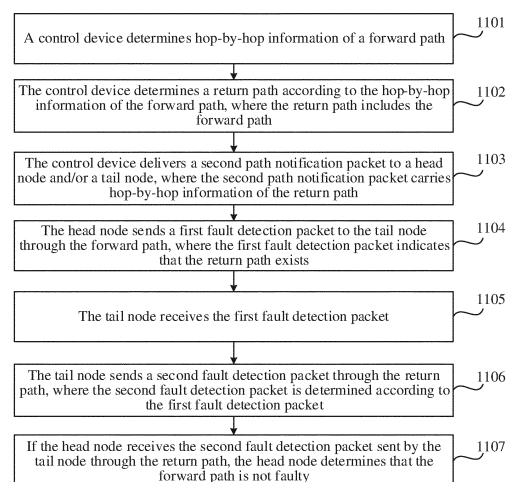 1101
A control device determines hop-by-hop information of a forward path
1102
The control device determines a return path according to the hop-by-hop
information of the forward path, where the return path includes the
forward path
1103
The control device delivers a second path notification packet to a head
node and/or a tail node, where the second path notification packet carries
hop-by-hop information of the return path
1104
The head node sends a first fault detection packet to the tail node
through the forward path, where the first fault detection packet indicates
that the return path exists
1105
The tail node receives the first fault detection packet
1106
The tail node sends a second fault detection packet through the return
path, where the second fault detection packet is determined according to
the first fault detection packet
1107
If the head node receives the second fault detection packet sent by the
tail node through the return path, the head node determines that the
forward path is not faulty